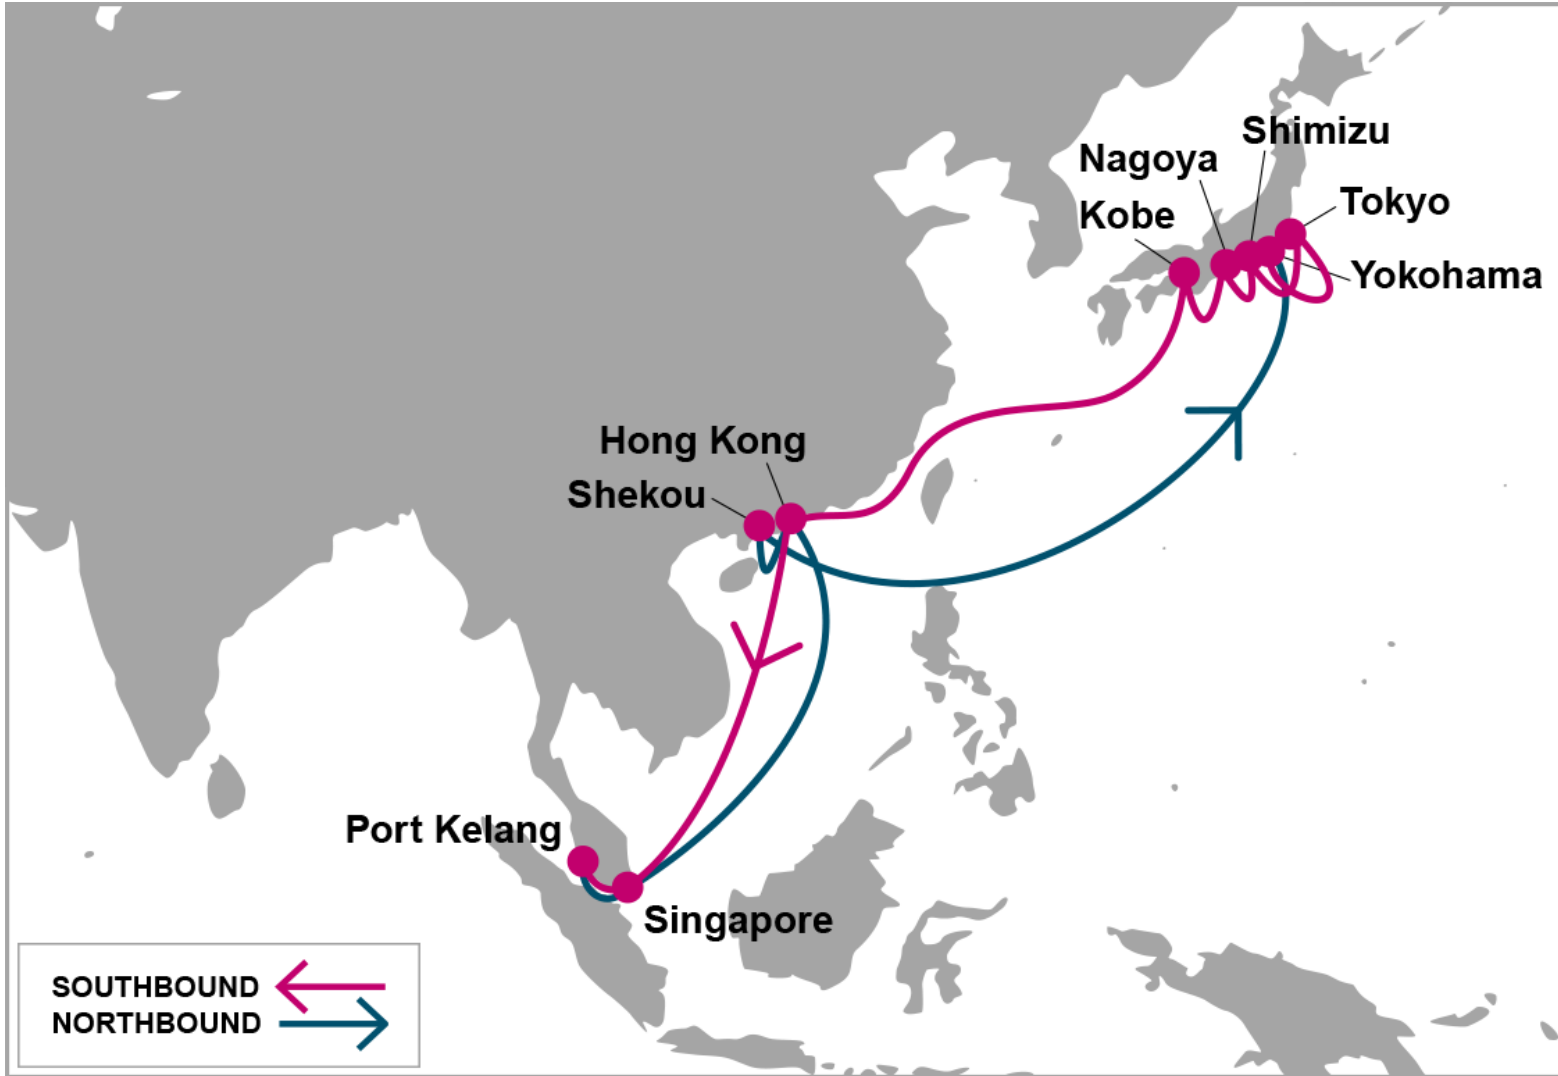 Shimizu
Nagoya
Tokyo
Kobe
Yokohama
Hong Kong
Shekou
Port Kelang
Singapore
SOUTHBOUND
NORTHBOUND